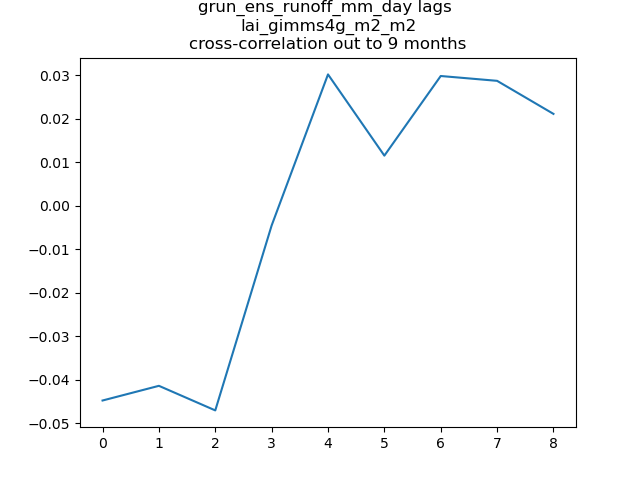 grun_ens_runoff_mm_day lags
lai_gimms4g_m2_m2
cross-correlation out to 9 months
0.03
0.02
0.01
0.00
−0.01
−0.02
−0.03
−0.04
−0.05
0 1 2 3 4 5 6 7 8